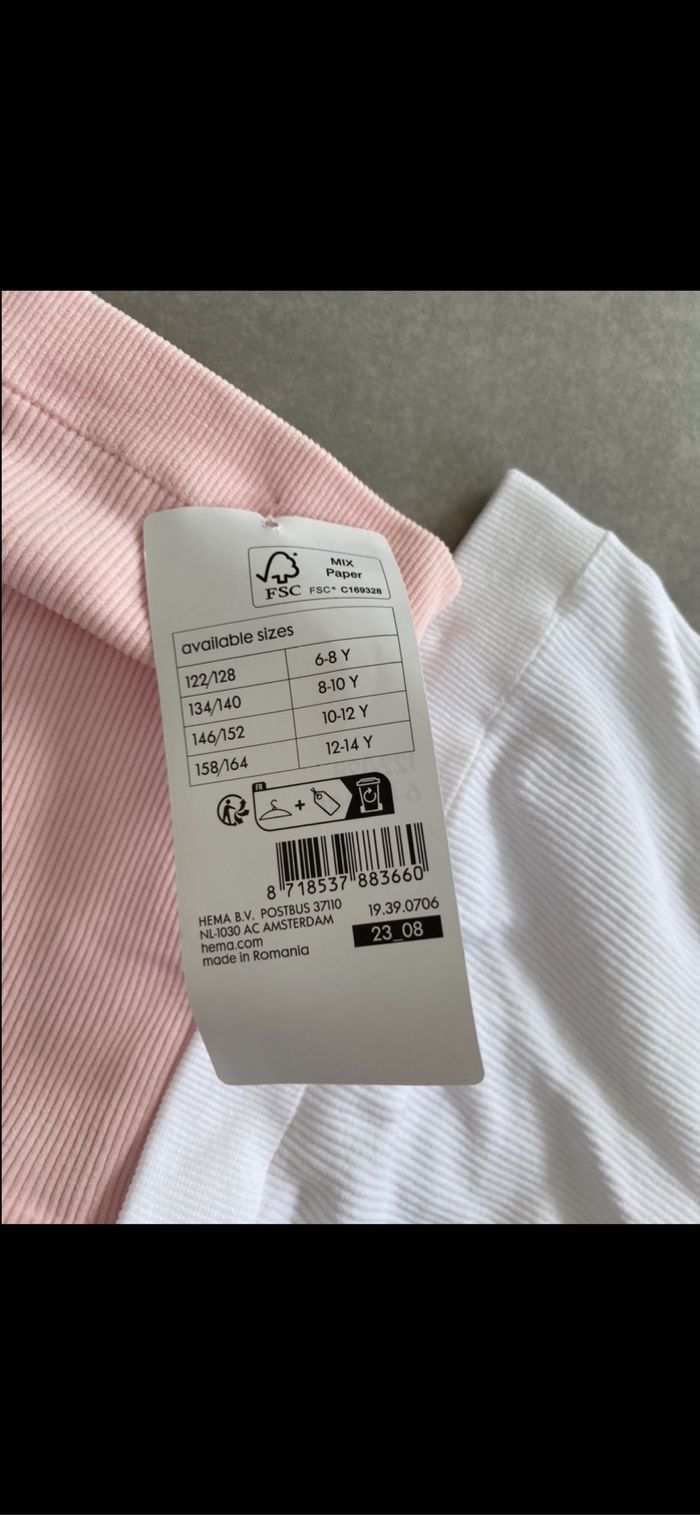 MIX
Paper
FSC FSC® C169328
available sizes
122/128 6-8 Y
134/140 8-10 Y
146/152 10-12 Y
158/164 12-14 Y
FR
+
8 718537 883660
HEMA B.V. POSTBUS 37110
NL-1030 AC AMSTERDAM
hema.com
made in Romania
19.39.0706
23_08